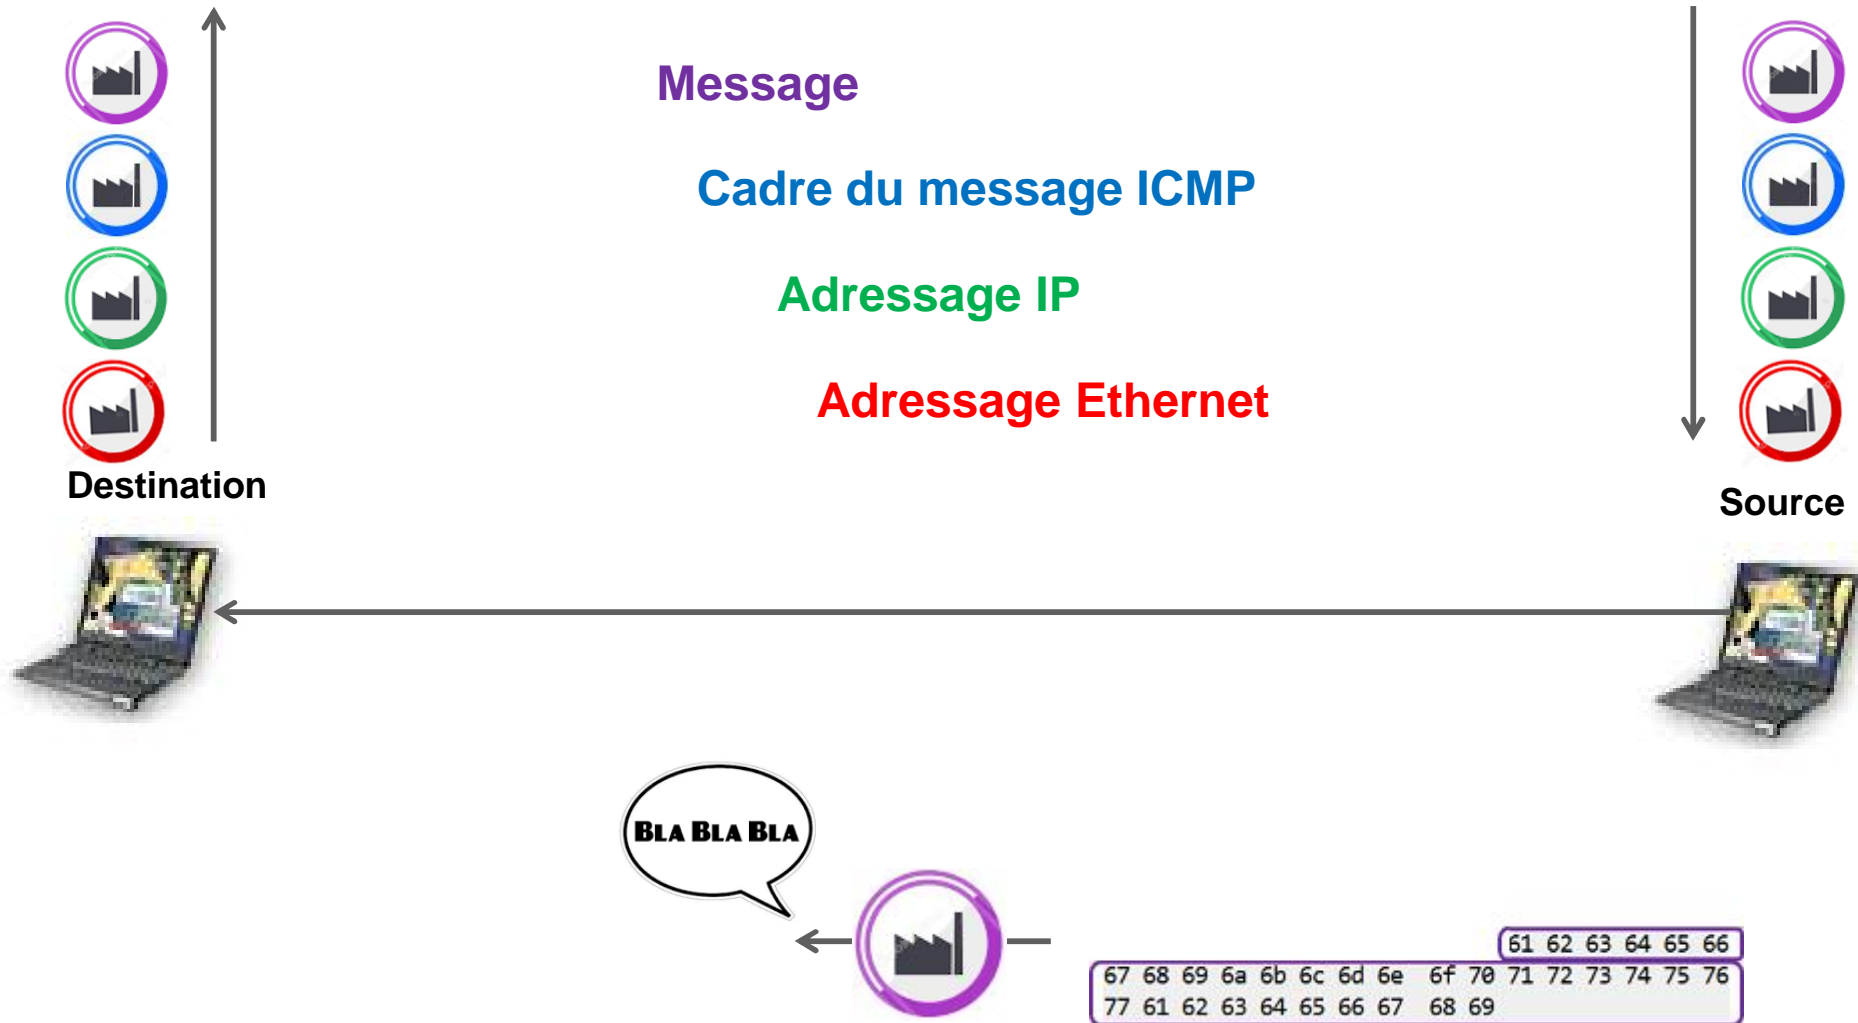 Message
Cadre du message ICMP
Adressage IP
Adressage Ethernet
Destination
Source
BLA BLA BLA
61 62 63 64 65 66
67 68 69 6a 6b 6c 6d 6e 6f 70 71 72 73 74 75 76
77 61 62 63 64 65 66 67 68 69